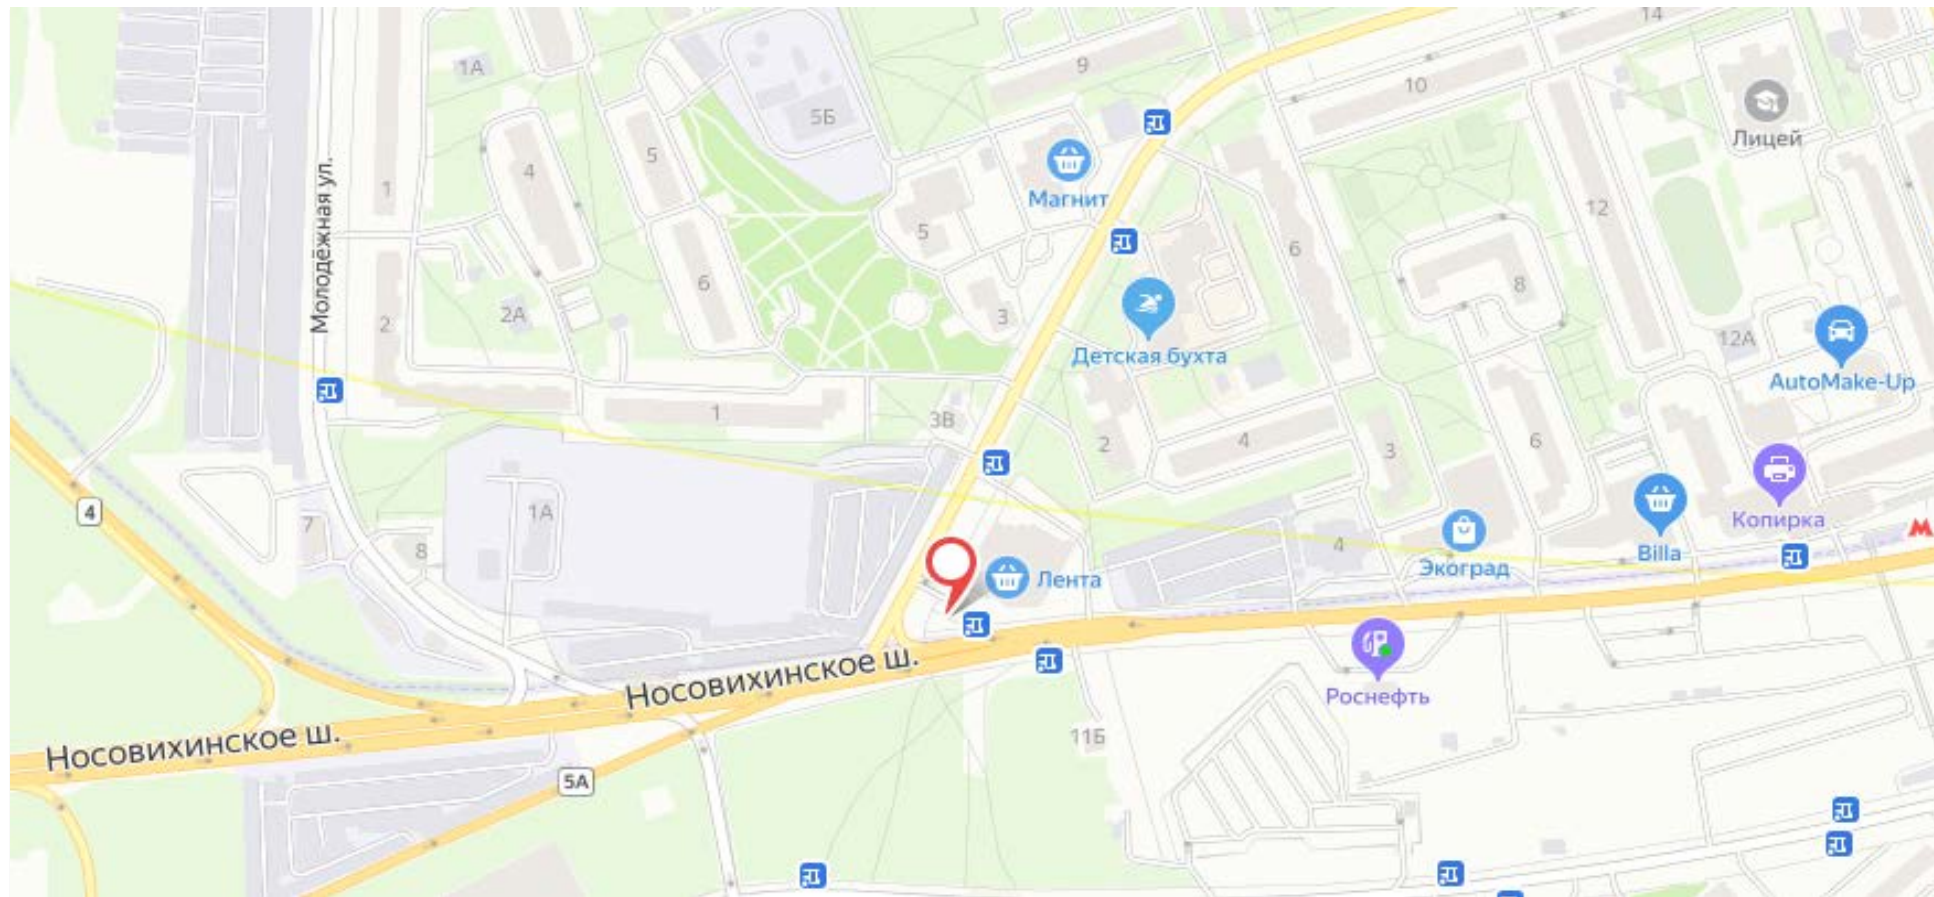 14
9
1А
10
5Б
Лицей
5
4
1
Магнит
12
5
6
Молодёжная ул.
6
8
2А
3
2
12А
Детская бухта
AutoMake-Up
1
3В
2
4
3
6
4
1А
Копирка
7
4
8
Billa
Экоград
Лента
М
Носовихинское ш.
Роснефть
Носовихинское ш.
11Б
5А